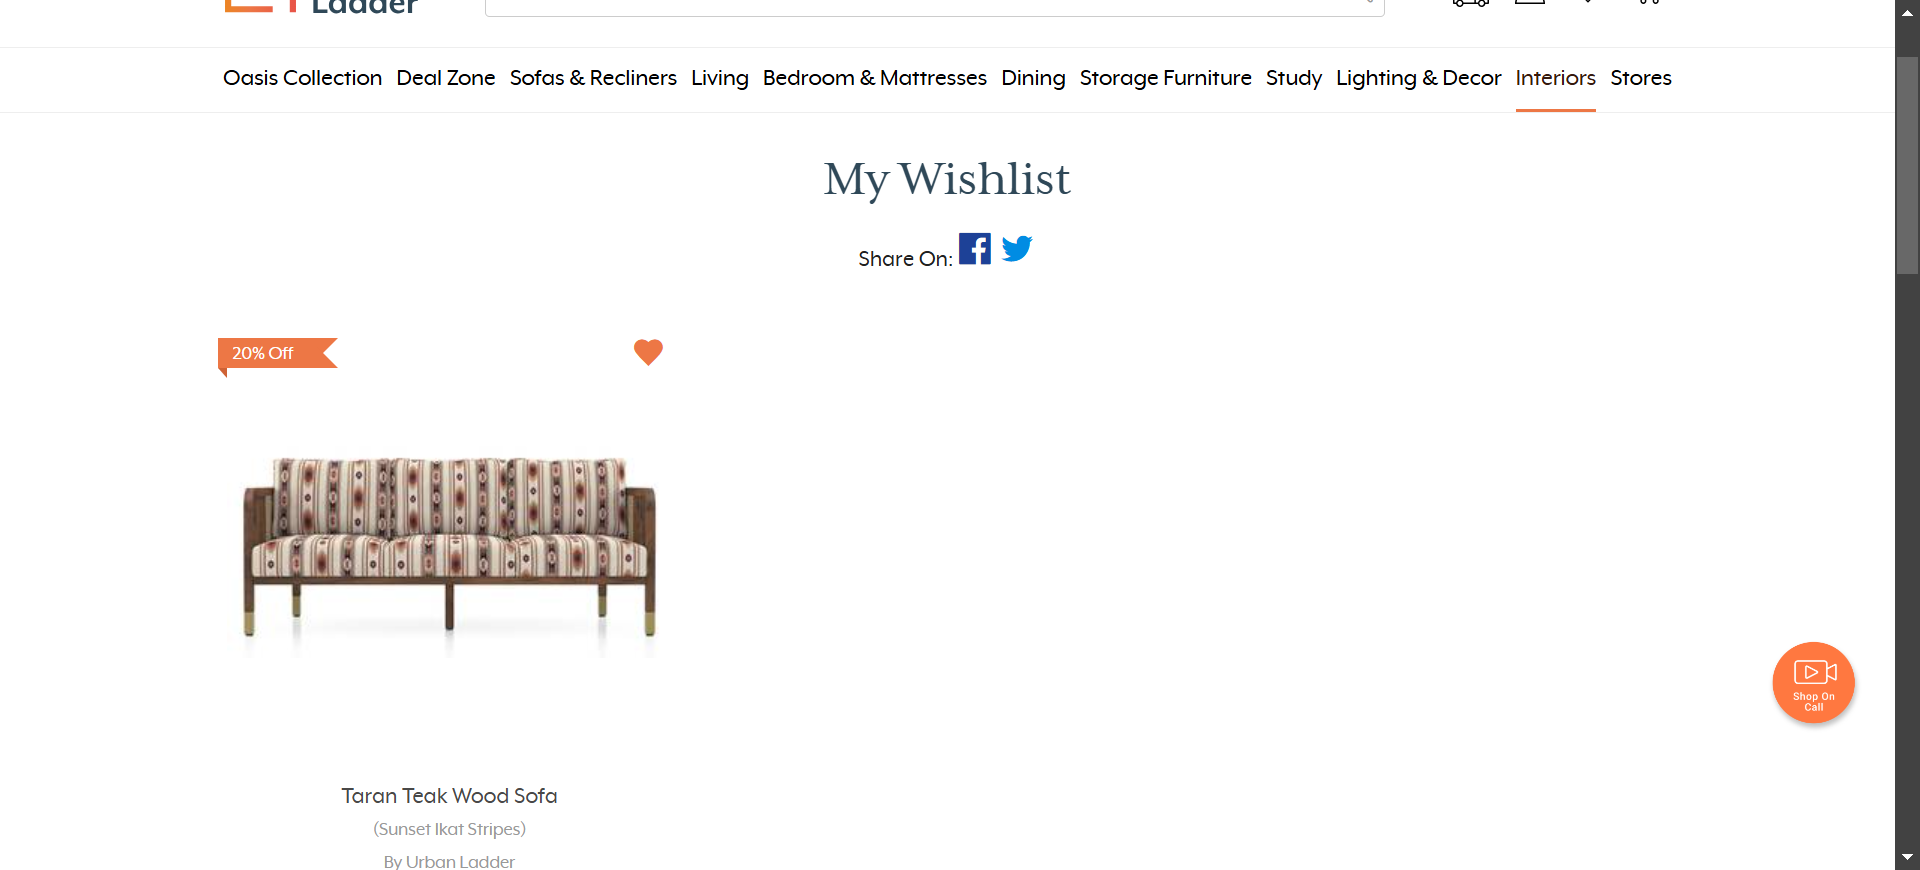 Ladder
Oasis Collection Deal Zone Sofas & Recliners Living Bedroom & Mattresses Dining Storage Furniture Study Lighting & Decor Interiors Stores
My Wishlist
Share On:
20% Off
Shop On
Call
Taran Teak Wood Sofa
(Sunset Ikat Stripes)
By Urban Ladder